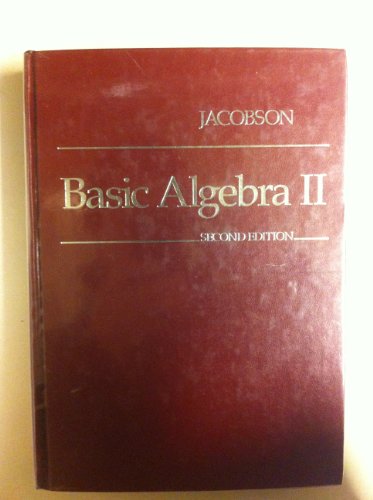 JACOBSON
Basic Algebra II
SECOND EDITION